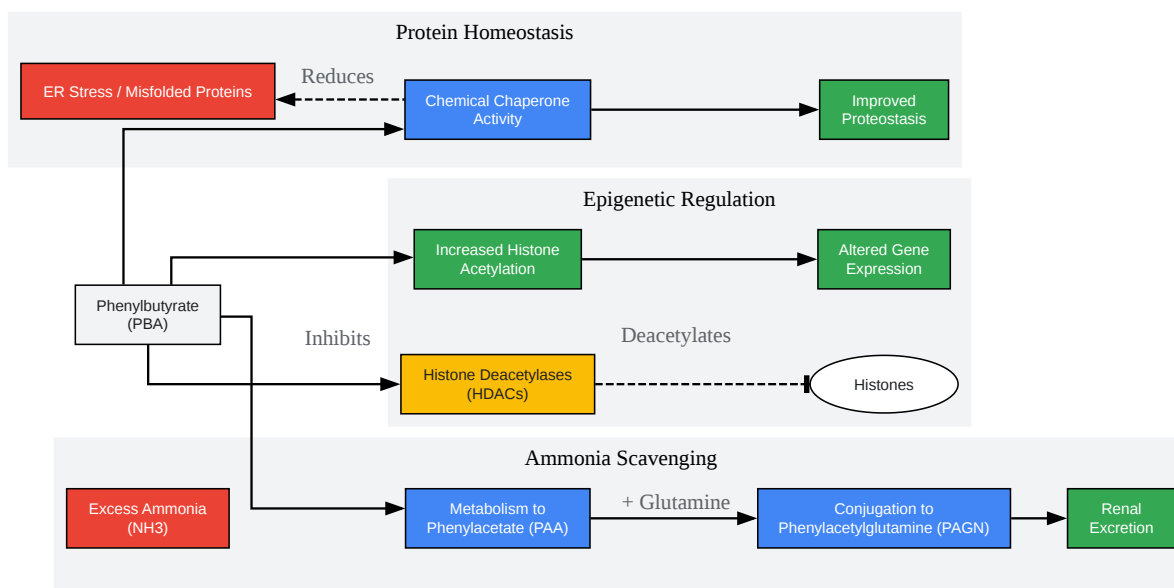 Protein Homeostasis
Reduces
ER Stress / Misfolded Proteins
Chemical Chaperone
Activity
Improved
Proteostasis
Epigenetic Regulation
Increased Histone
Acetylation
Altered Gene
Expression
Phenylbutyrate
(PBA)
Inhibits
Deacetylates
Histone Deacetylases
(HDACs)
Histones
Ammonia Scavenging
Excess Ammonia
(NH3)
Metabolism to
Phenylacetate (PAA)
+ Glutamine
Conjugation to
Phenylacetylglutamine (PAGN)
Renal
Excretion